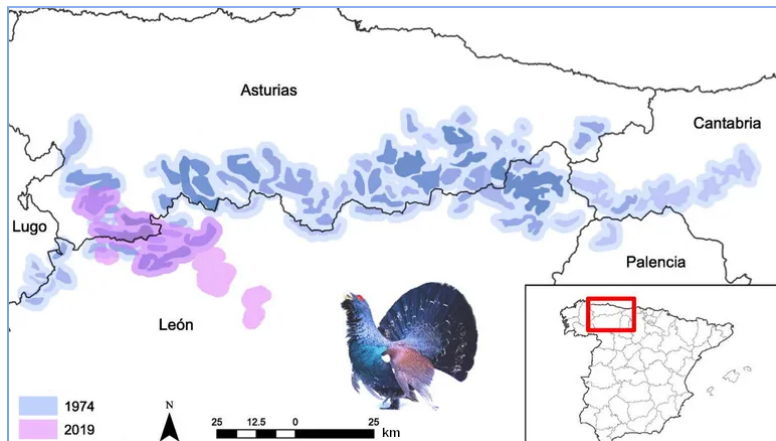 Asturias
Cantabria
Lugo
Palencia
León
1974
2019
N
25 12.5 0 25
km